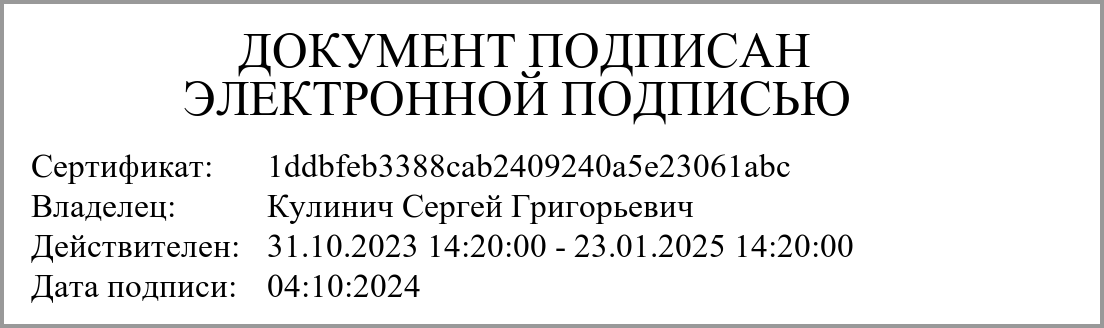 ДОКУМЕНТ ПОДПИСАН
ЭЛЕКТРОННОЙ ПОДПИСЬЮ
Сертификат: 1ddbfeb3388cab2409240a5e23061abc
Владелец: Кулинич Сергей Григорьевич
Действителен: 31.10.2023 14:20:00 - 23.01.2025 14:20:00
Дата подписи: 04:10:2024